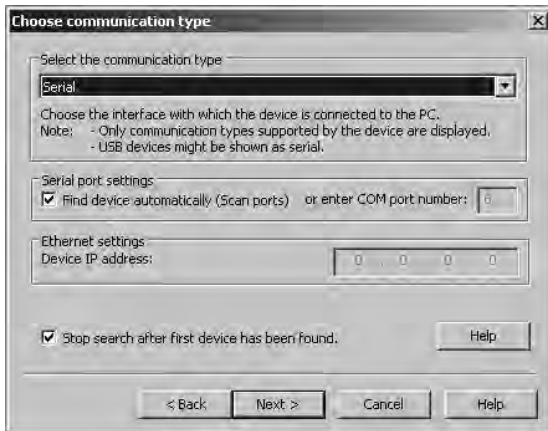 Choose communication type
Select the communication type
Serial
Choose the interface with which the device is connected to the PC.
Note: - Only communication types supported by the device are displayed.
- USB devices might be shown as serial.
Serial port settings
Find device automatically (Scan ports) or enter COM port number: 6
Ethernet settings
Device IP address: 0 . 0 . 0 . 0
Stop search after first device has been found. Help
< Back Next > Cancel Help